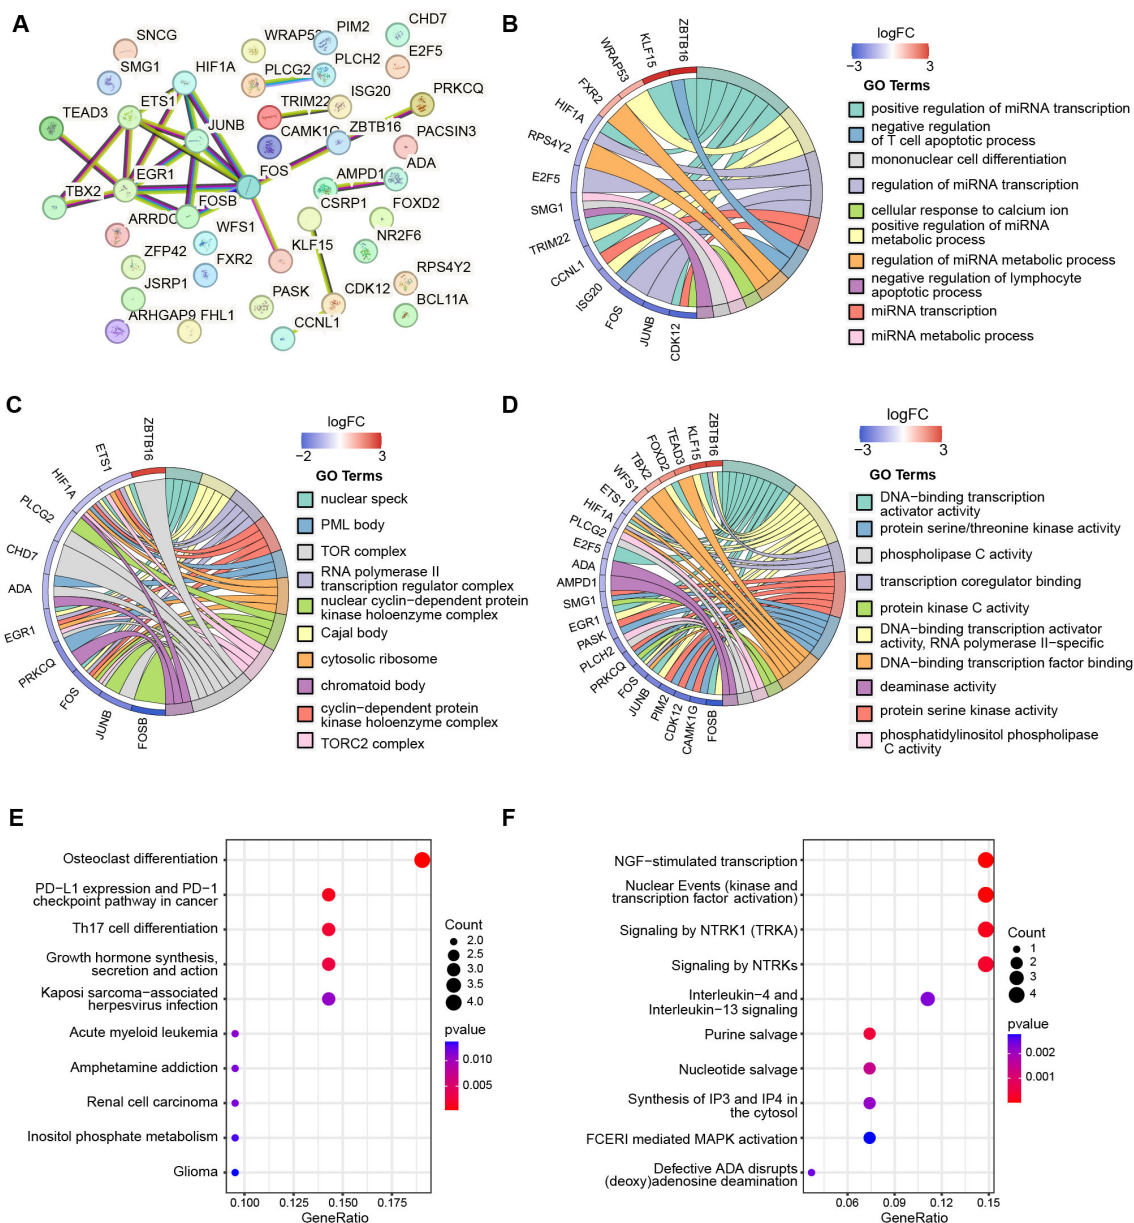 A
SNCG
SMG1
HIF1A
TEAD3
ETS1
JUNB
EGR1
FOS
TBX2
FOSB
ARRDC
WFS1
ZFP42
FXR2
JSRP1
ARHGAP9
FHL1
WRAP53
PIM2
CHD7
PLCG2
PLCH2
E2F5
ISG20
PRKCQ
TRIM22
CAMK1G
ZBTB16
PACSIN3
ADA
AMPD1
CSRP1
FOXD2
NR2F6
KLF15
RPS4Y2
CDK12
PASK
BCL11A
CCNL1
B
ZBTB16
KLF15
WRAP53
FXR2
HIF1A
RPS4Y2
E2F5
SMG1
TRIM22
CCNL1
ISG20
FOS
JUNB
CDK12
logFC
−3
3
GO Terms
positive regulation of miRNA transcription
negative regulation
of T cell apoptotic process
mononuclear cell differentiation
regulation of miRNA transcription
cellular response to calcium ion
positive regulation of miRNA
metabolic process
regulation of miRNA metabolic process
negative regulation of lymphocyte
apoptotic process
miRNA transcription
miRNA metabolic process
C
ZBTB16
ETS1
HIF1A
PLCG2
CHD7
ADA
EGR1
PRKCQ
FOS
JUNB
FOSB
logFC
−2
3
GO Terms
nuclear speck
PML body
TOR complex
RNA polymerase II
transcription regulator complex
nuclear cyclin−dependent protein
kinase holoenzyme complex
Cajal body
cytosolic ribosome
chromatoid body
cyclin−dependent protein
kinase holoenzyme complex
TORC2 complex
D
ZBTB16
KLF15
TEAD3
FOXD2
TBX2
WFS1
ETS1
HIF1A
PLCG2
E2F5
ADA
AMPD1
SMG1
EGR1
PASK
PLCH2
PRKCQ
FOS
JUNB
PIM2
CDK12
CAMK1G
FOSB
logFC
−3
3
GO Terms
DNA−binding transcription
activator activity
protein serine/threonine kinase activity
phospholipase C activity
transcription coregulator binding
protein kinase C activity
DNA−binding transcription activator
activity, RNA polymerase II−specific
DNA−binding transcription factor binding
deaminase activity
protein serine kinase activity
phosphatidylinositol phospholipase
C activity
E
Osteoclast differentiation
PD−L1 expression and PD−1
checkpoint pathway in cancer
Th17 cell differentiation
Growth hormone synthesis,
secretion and action
Kaposi sarcoma−associated
herpesvirus infection
Acute myeloid leukemia
Amphetamine addiction
Renal cell carcinoma
Inositol phosphate metabolism
Glioma
0.100
0.125
0.150
0.175
GeneRatio
Count
2.0
2.5
3.0
3.5
4.0
pvalue
0.010
0.005
F
NGF−stimulated transcription
Nuclear Events (kinase and
transcription factor activation)
Signaling by NTRK1 (TRKA)
Signaling by NTRKs
Interleukin−4 and
Interleukin−13 signaling
Purine salvage
Nucleotide salvage
Synthesis of IP3 and IP4 in
the cytosol
FCERI mediated MAPK activation
Defective ADA disrupts
(deoxy)adenosine deamination
0.06
0.09
0.12
0.15
GeneRatio
Count
1
2
3
4
pvalue
0.002
0.001